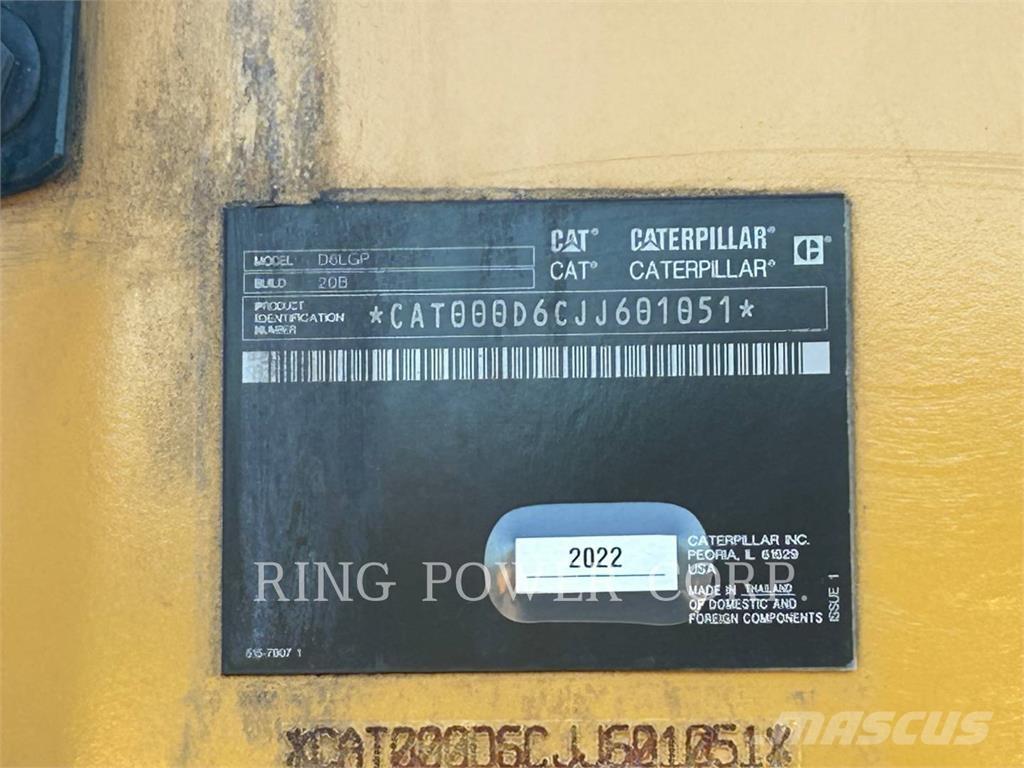 MODEL D6LGP
BUILD 20B
CAT® CATERPILLAR®
CAT® CATERPILLAR®
PRODUCT
IDENTIFICATION
NUMBER
*CAT000D6CJJ601051*
2022
CATERPILLAR INC.
PEORIA, IL 61629
USA
MADE IN THAILAND
OF DOMESTIC AND
FOREIGN COMPONENTS
ISSUE 1
RING POWER CORP.
515-7807 1
*CAT000D6CJJ601051*
MASCUS